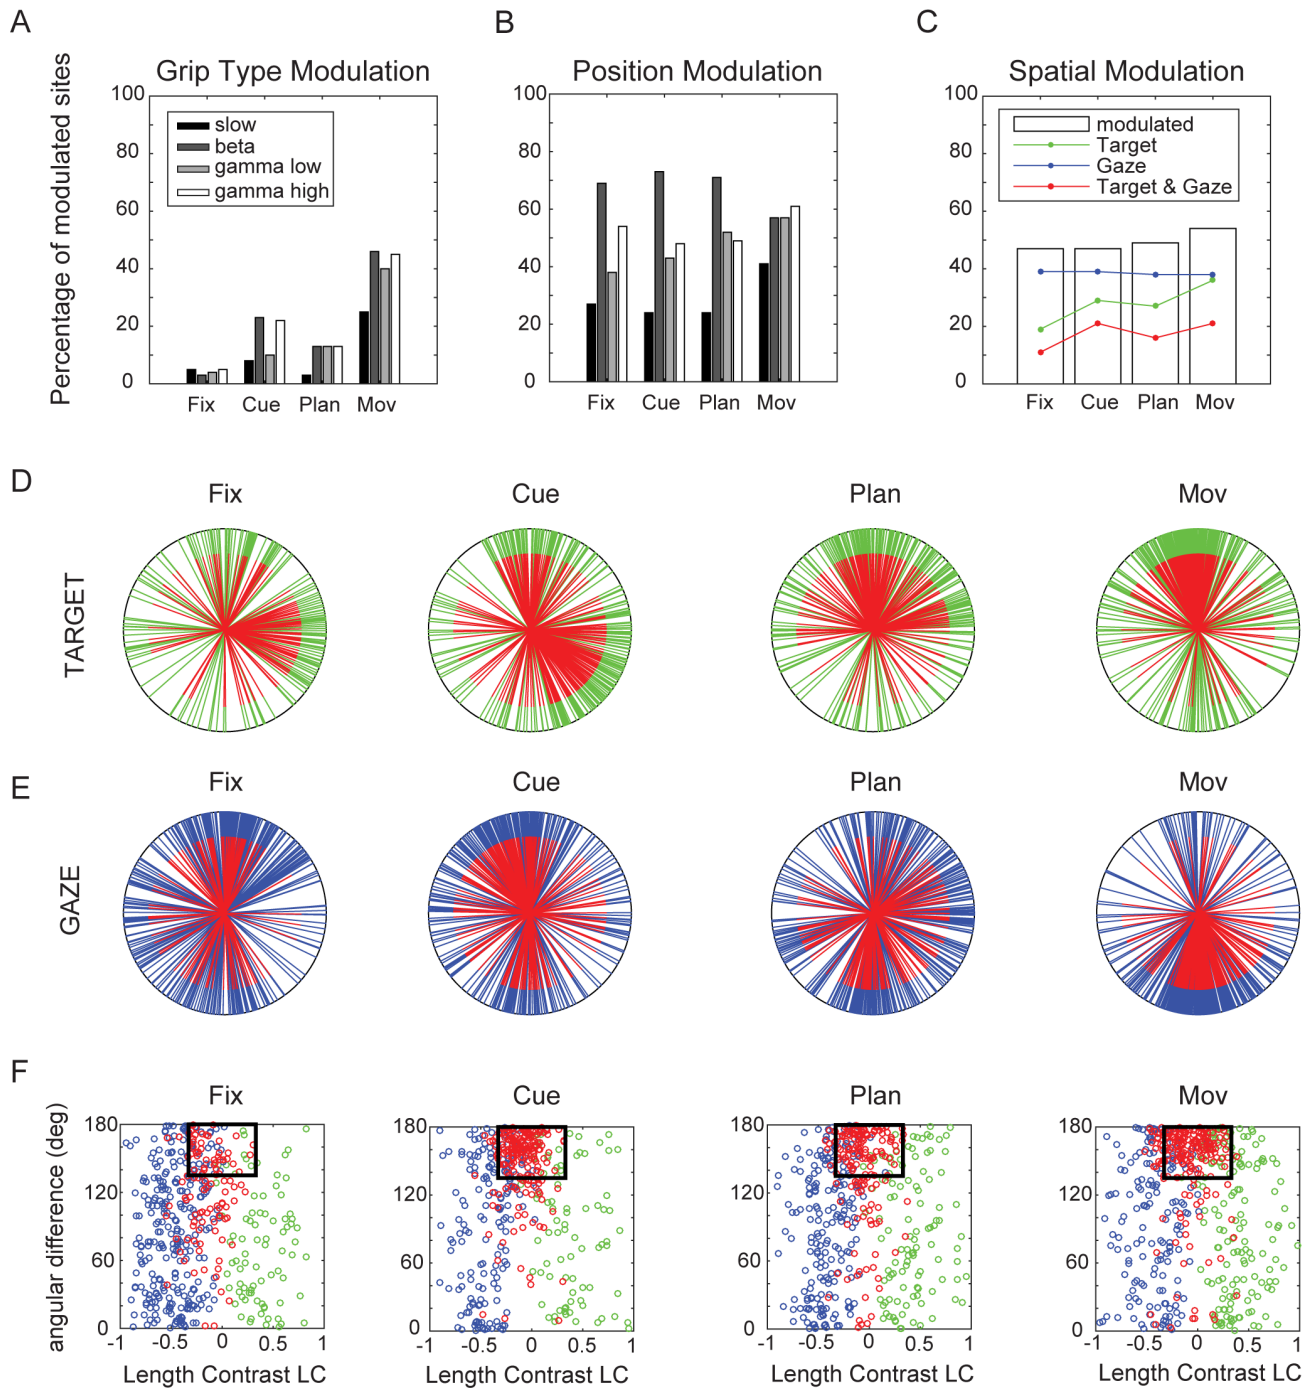 A
B
C
Grip Type Modulation
Position Modulation
Spatial Modulation
Percentage of modulated sites
100
80
60
40
20
0
slow
beta
gamma low
gamma high
Fix
Cue
Plan
Mov
100
80
60
40
20
0
Fix
Cue
Plan
Mov
100
80
60
40
20
0
modulated
Target
Gaze
Target & Gaze
Fix
Cue
Plan
Mov
D
Fix
Cue
Plan
Mov
TARGET
E
Fix
Cue
Plan
Mov
GAZE
F
Fix
Cue
Plan
Mov
angular difference (deg)
180
120
60
0
-1
-0.5
0
0.5
1
Length Contrast LC
180
120
60
0
-1
-0.5
0
0.5
1
Length Contrast LC
180
120
60
0
-1
-0.5
0
0.5
1
Length Contrast LC
180
120
60
0
-1
-0.5
0
0.5
1
Length Contrast LC